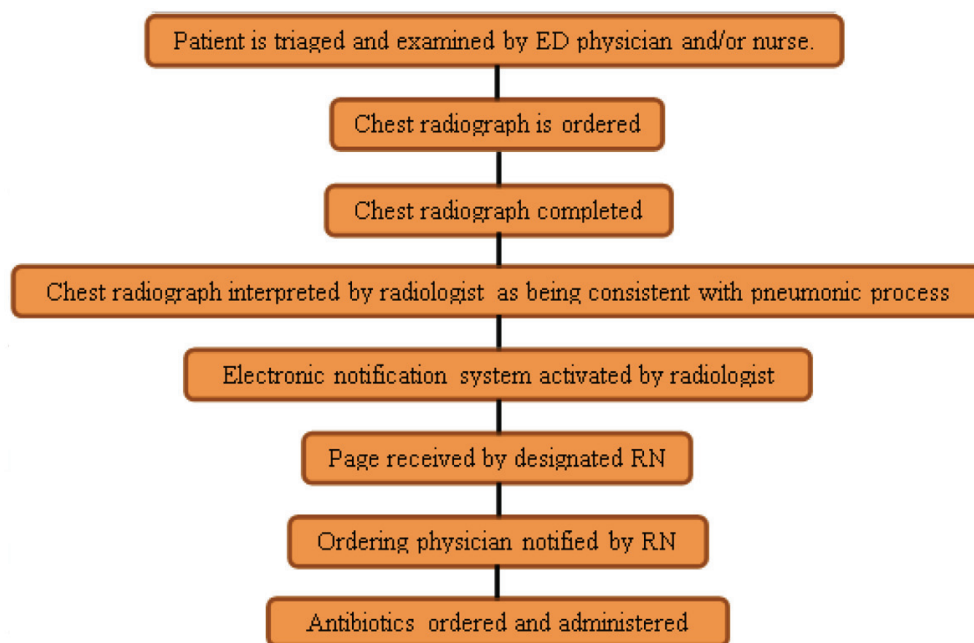 Patient is triaged and examined by ED physician and/or nurse.
Chest radiograph is ordered
Chest radiograph completed
Chest radiograph interpreted by radiologist as being consistent with pneumonic process
Electronic notification system activated by radiologist
Page received by designated RN
Ordering physician notified by RN
Antibiotics ordered and administered